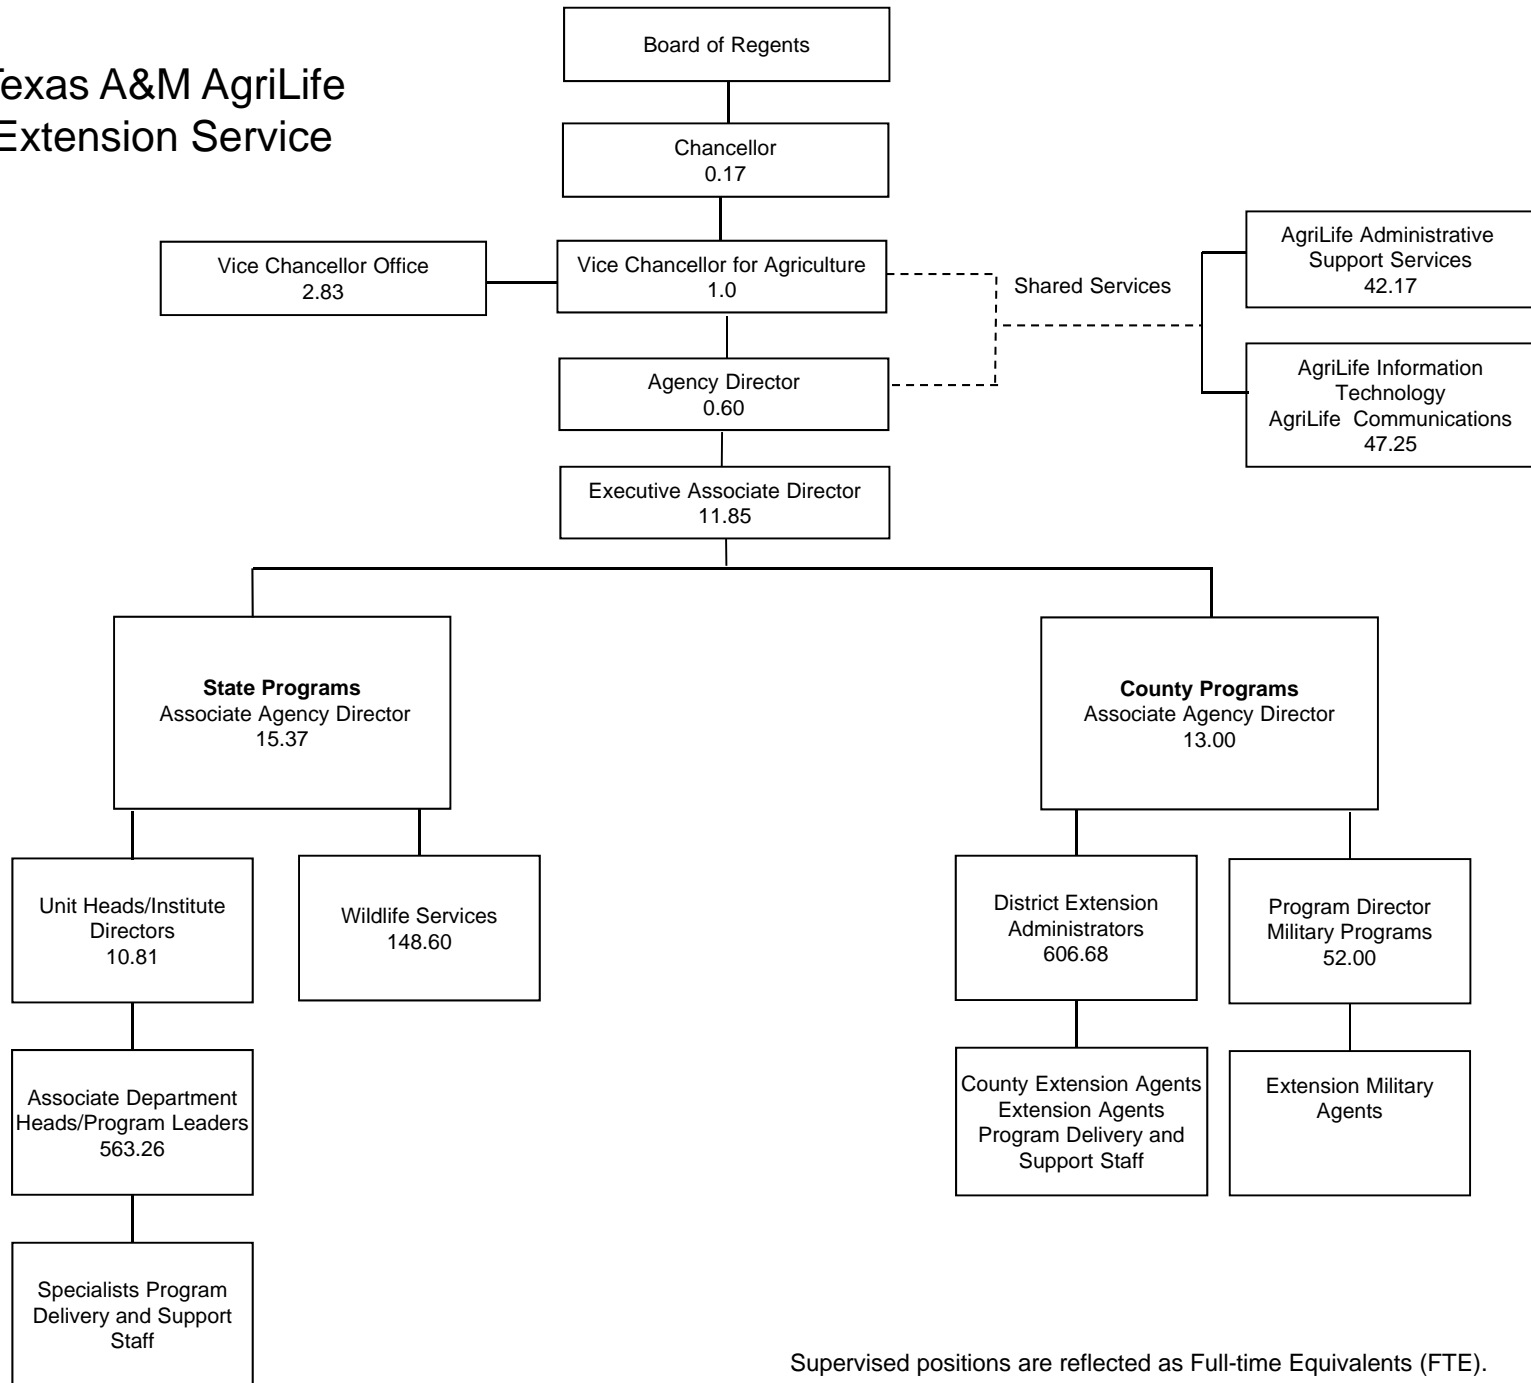 Texas A&M AgriLife
Extension Service
Board of Regents
Chancellor
0.17
Vice Chancellor Office
2.83
Vice Chancellor for Agriculture
1.0
Shared Services
AgriLife Administrative
Support Services
42.17
Agency Director
0.60
AgriLife Information
Technology
AgriLife Communications
47.25
Executive Associate Director
11.85
State Programs
Associate Agency Director
15.37
County Programs
Associate Agency Director
13.00
Unit Heads/Institute
Directors
10.81
Wildlife Services
148.60
District Extension
Administrators
606.68
Program Director
Military Programs
52.00
Associate Department
Heads/Program Leaders
563.26
County Extension Agents
Extension Agents
Program Delivery and
Support Staff
Extension Military
Agents
Specialists Program
Delivery and Support
Staff
Supervised positions are reflected as Full-time Equivalents (FTE).